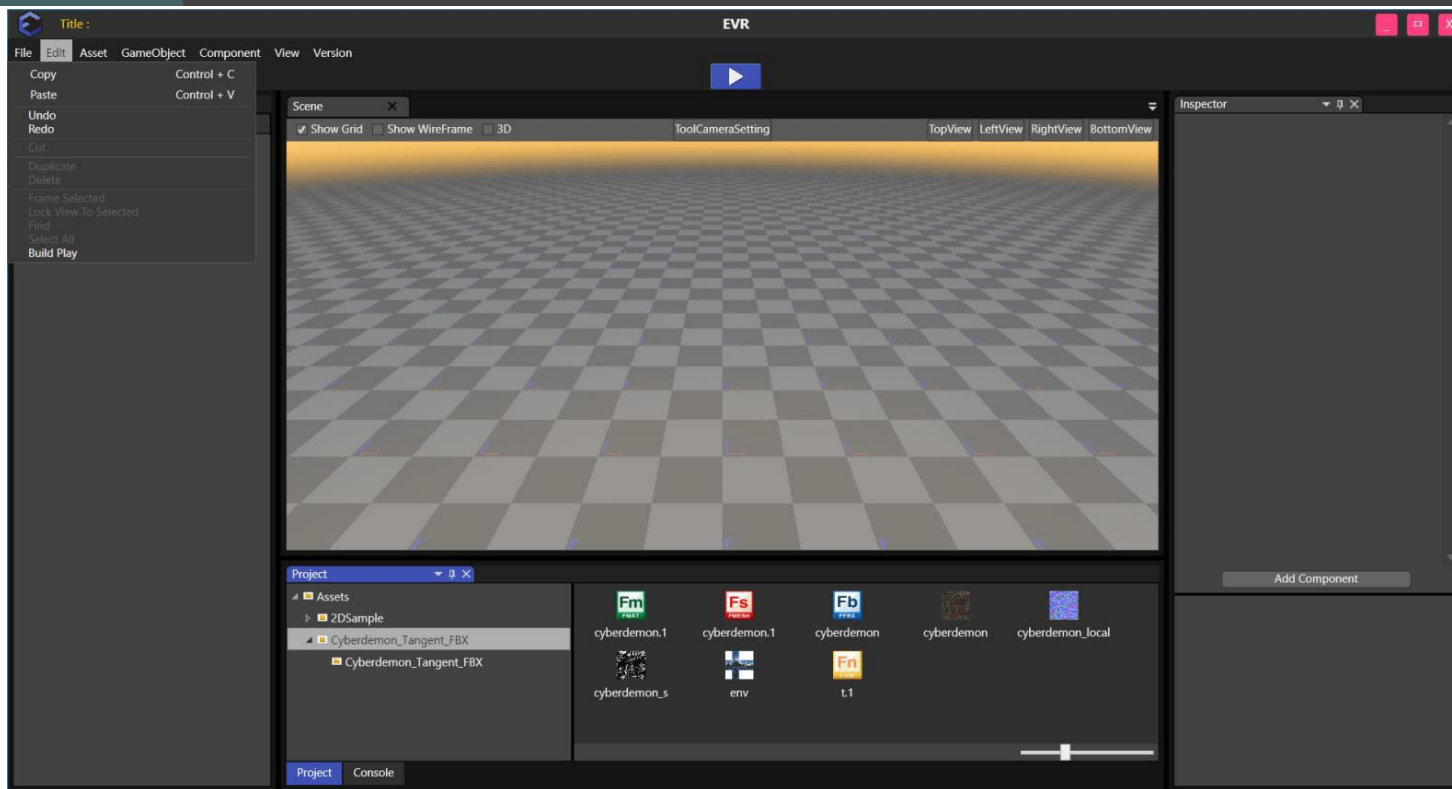 Title :
EVR
File Edit Asset GameObject Component View Version
Copy Control + C
Paste Control + V
Undo
Redo
Cut
Duplicate
Delete
Frame Selected
Lock View To Selected
Find
Select All
Build Play
Scene
Show Grid Show WireFrame 3D ToolCameraSetting TopView LeftView RightView BottomView
Inspector
Add Component
Project
Assets
2DSample
Cyberdemon_Tangent_FBX
Cyberdemon_Tangent_FBX
Fm Fs Fb
FMAT FMESH FFBX
cyberdemon.1 cyberdemon.1 cyberdemon cyberdemon cyberdemon_local
Fn
cyberdemon_s env t.1
Project Console